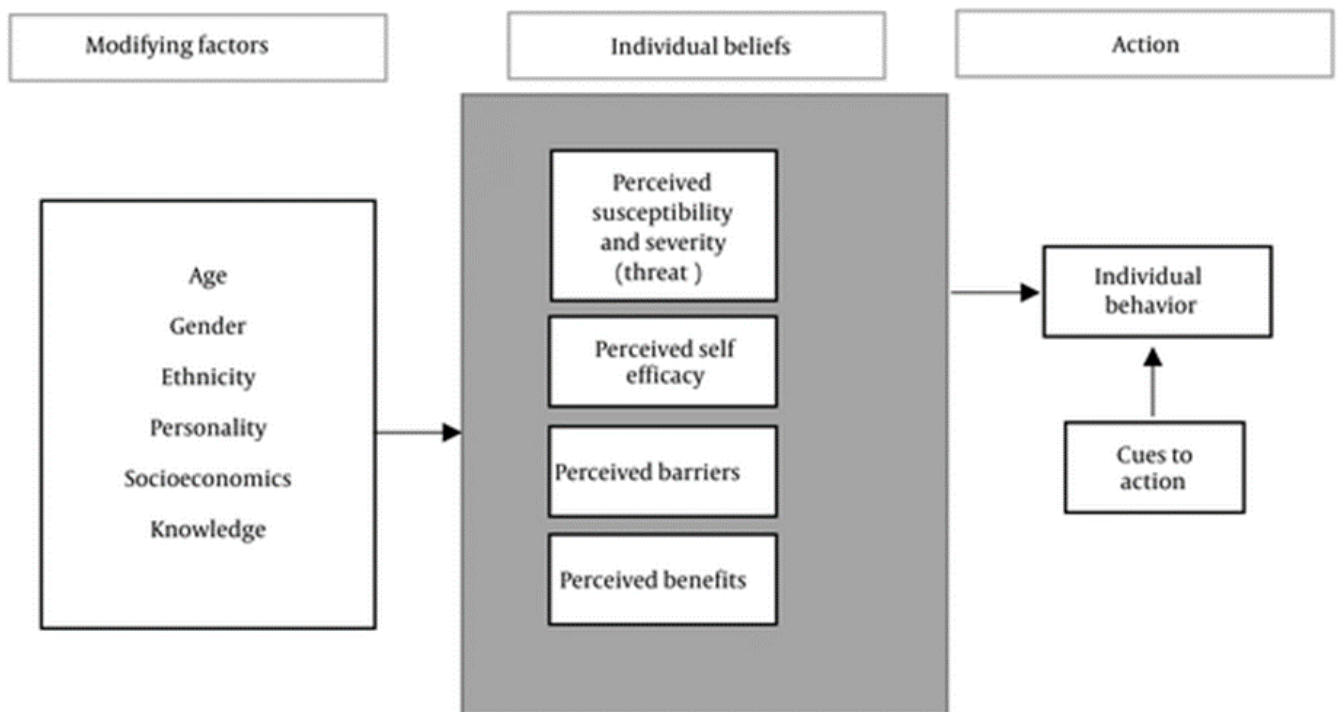 Modifying factors
Individual beliefs
Action
Age
Gender
Ethnicity
Personality
Socioeconomics
Knowledge
Perceived
susceptibility
and severity
(threat )
Perceived self
efficacy
Perceived barriers
Perceived benefits
Individual
behavior
Cues to
action